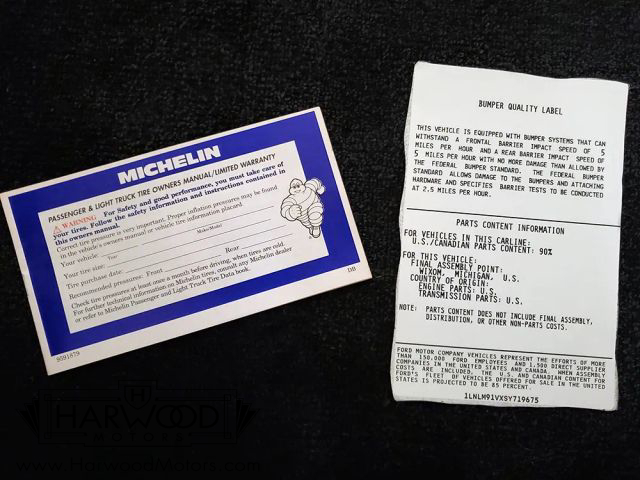 MICHELIN
PASSENGER & LIGHT TRUCK TIRE OWNERS MANUAL/LIMITED WARRANTY
WARNING For Safety and good performance, you must take care of
your tires. Follow the safety information and instructions contained in
this owners manual.
Correct tire pressure is very important. Proper inflation pressures may be found
in the vehicle's owners manual or vehicle tire information placard.
Your vehicle:
Year Make/Model
Your tire size:
Recommended pressures: Front Rear
Check tire pressures at least once a month before driving, when tires are cold.
For further technical information on Michelin tires, consult any Michelin dealer
or refer to Michelin Passenger and Light Truck Tire Data book.
DB
BUMPER QUALITY LABEL
THIS VEHICLE IS EQUIPPED WITH BUMPER SYSTEMS THAT CAN
WITHSTAND A FRONTAL BARRIER IMPACT SPEED OF 5
MILES PER HOUR AND A REAR BARRIER IMPACT SPEED OF
5 MILES PER HOUR WITH NO MORE DAMAGE THAN ALLOWED BY
THE FEDERAL BUMPER STANDARD. THE FEDERAL BUMPER
STANDARD ALLOWS DAMAGE TO THE BUMPERS AND ATTACHING
HARDWARE AND SPECIFIES BARRIER TESTS TO BE CONDUCTED
AT 2.5 MILES PER HOUR.
PARTS CONTENT INFORMATION
FOR VEHICLES IN THIS CARLINE:
U.S./CANADIAN PARTS CONTENT: 90%
FOR THIS VEHICLE:
FINAL ASSEMBLY POINT:
WIXOM, MICHIGAN, U.S.
COUNTRY OF ORIGIN:
ENGINE PARTS: U.S.
TRANSMISSION PARTS: U.S.
NOTE: PARTS CONTENT DOES NOT INCLUDE FINAL ASSEMBLY,
DISTRIBUTION, OR OTHER NON-PARTS COSTS.
FORD MOTOR COMPANY VEHICLES REPRESENT THE EFFORTS OF MORE
THAN 150,000 FORD EMPLOYEES AND 1,500 DIRECT SUPPLIER
COMPANIES IN THE UNITED STATES AND CANADA. WHEN ASSEMBLY
COSTS ARE INCLUDED, THE U.S. AND CANADIAN CONTENT FOR
FORD'S FLEET OF VEHICLES OFFERED FOR SALE IN THE UNITED
STATES IS PROJECTED TO BE 85 PERCENT.
1LNLM91VXSY719675
HARWOOD
www.HarwoodMotors.com